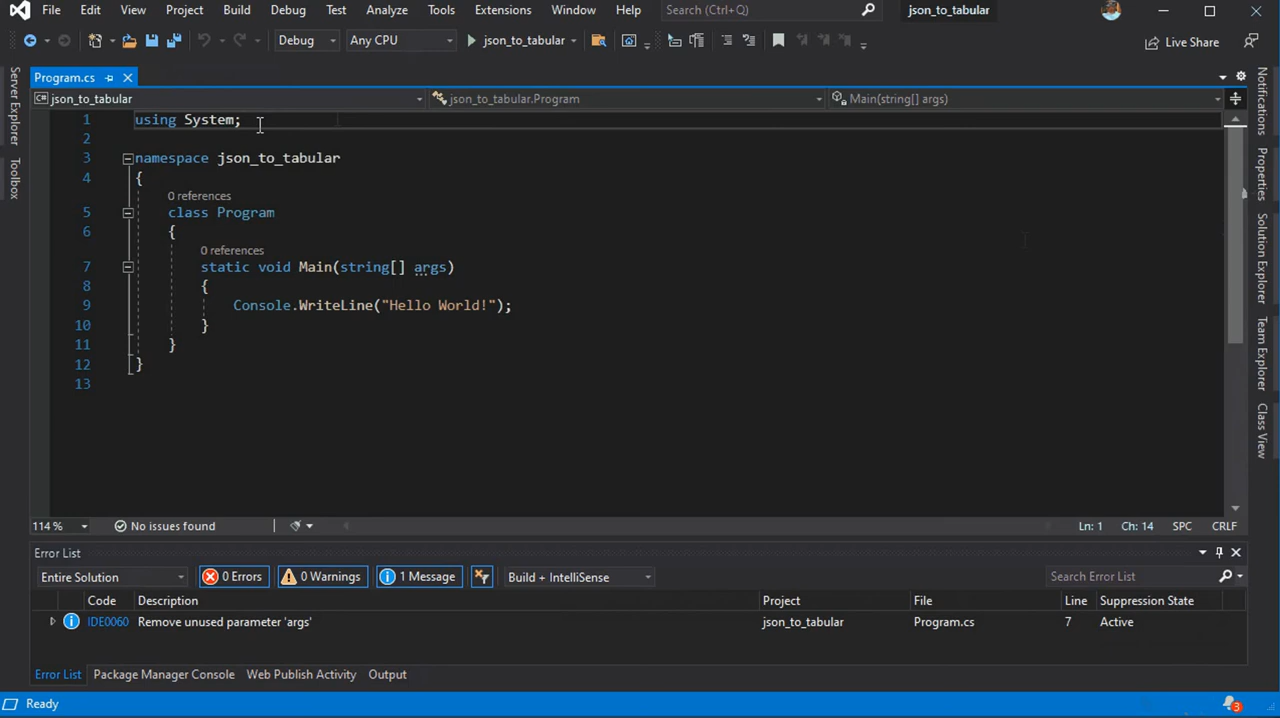 File Edit View Project Build Debug Test Analyze Tools Extensions Window Help Search (Ctrl+Q) json_to_tabular
Debug Any CPU json_to_tabular Live Share
Program.cs
json_to_tabular json_to_tabular.Program Main(string[] args)
1 using System;
2
3 namespace json_to_tabular
4 {
0 references
5 class Program
6 {
0 references
7 static void Main(string[] args)
8 {
9 Console.WriteLine("Hello World!");
10 }
11 }
12 }
13
114 % No issues found Ln: 1 Ch: 14 SPC CRLF
Error List
Entire Solution 0 Errors 0 Warnings 1 Message Build + IntelliSense Search Error List
Code Description Project File Line Suppression State
IDE0060 Remove unused parameter 'args' json_to_tabular Program.cs 7 Active
Error List Package Manager Console Web Publish Activity Output
Ready 3
Server Explorer
Toolbox
Notifications
Properties
Solution Explorer
Team Explorer
Class View